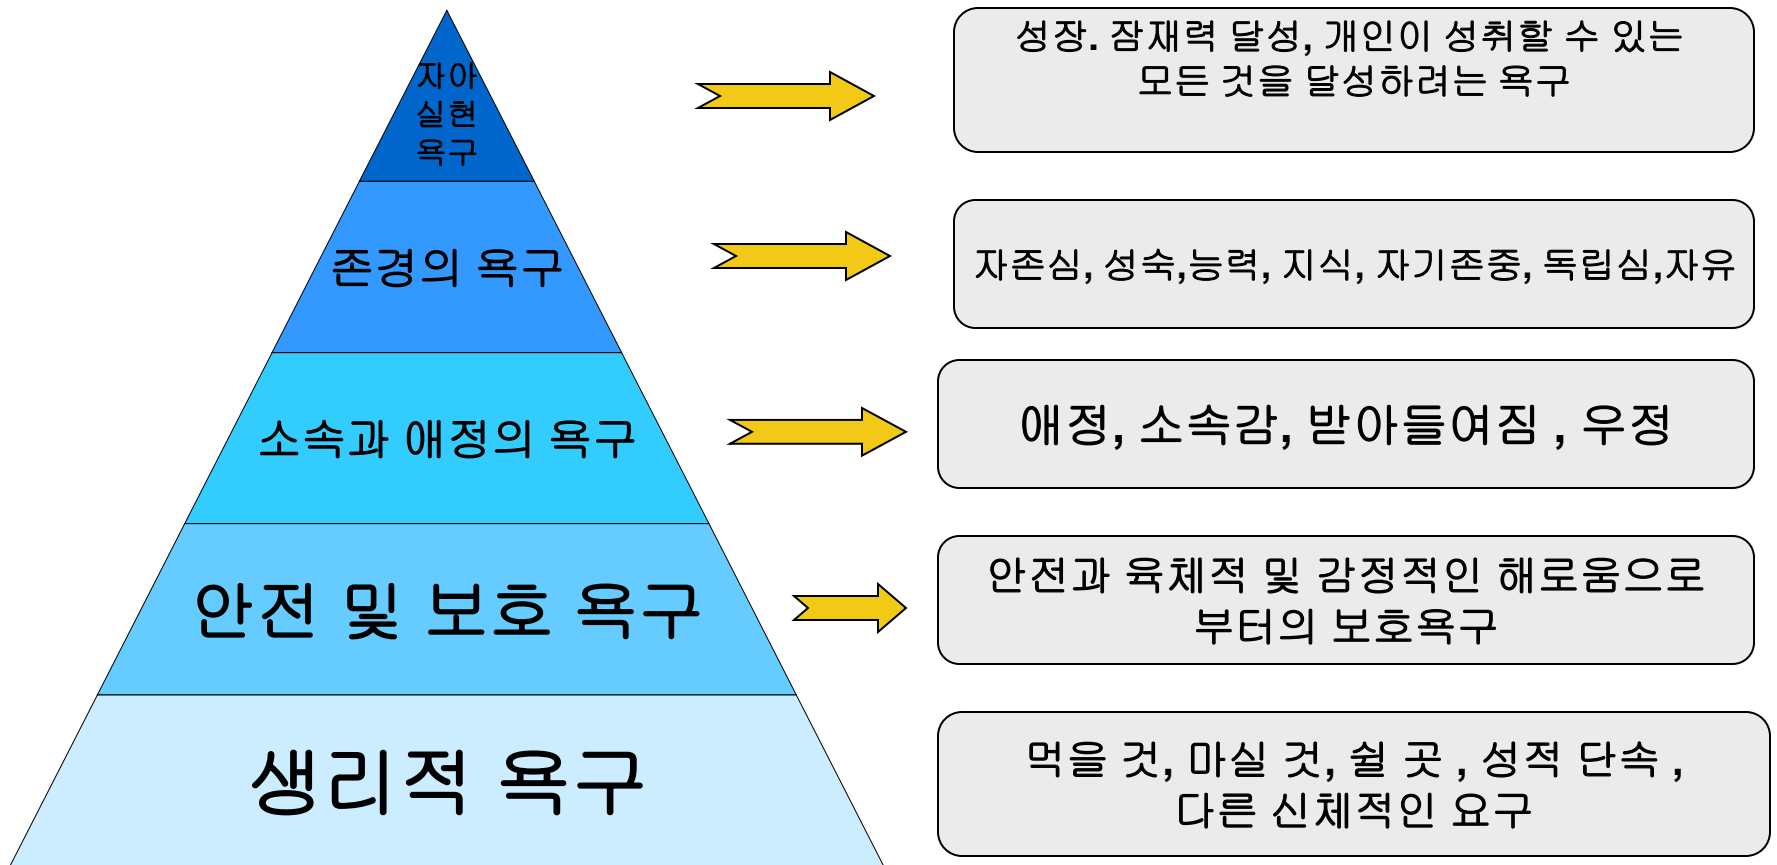 자아
실현
욕구
성장. 잠재력 달성, 개인이 성취할 수 있는
모든 것을 달성하려는 욕구
존경의 욕구
자존심, 성숙,능력, 지식, 자기존중, 독립심,자유
소속과 애정의 욕구
애정, 소속감, 받아들여짐 , 우정
안전 및 보호 욕구
안전과 육체적 및 감정적인 해로움으로
부터의 보호욕구
생리적 욕구
먹을 것, 마실 것, 쉴 곳 , 성적 단속 ,
다른 신체적인 요구